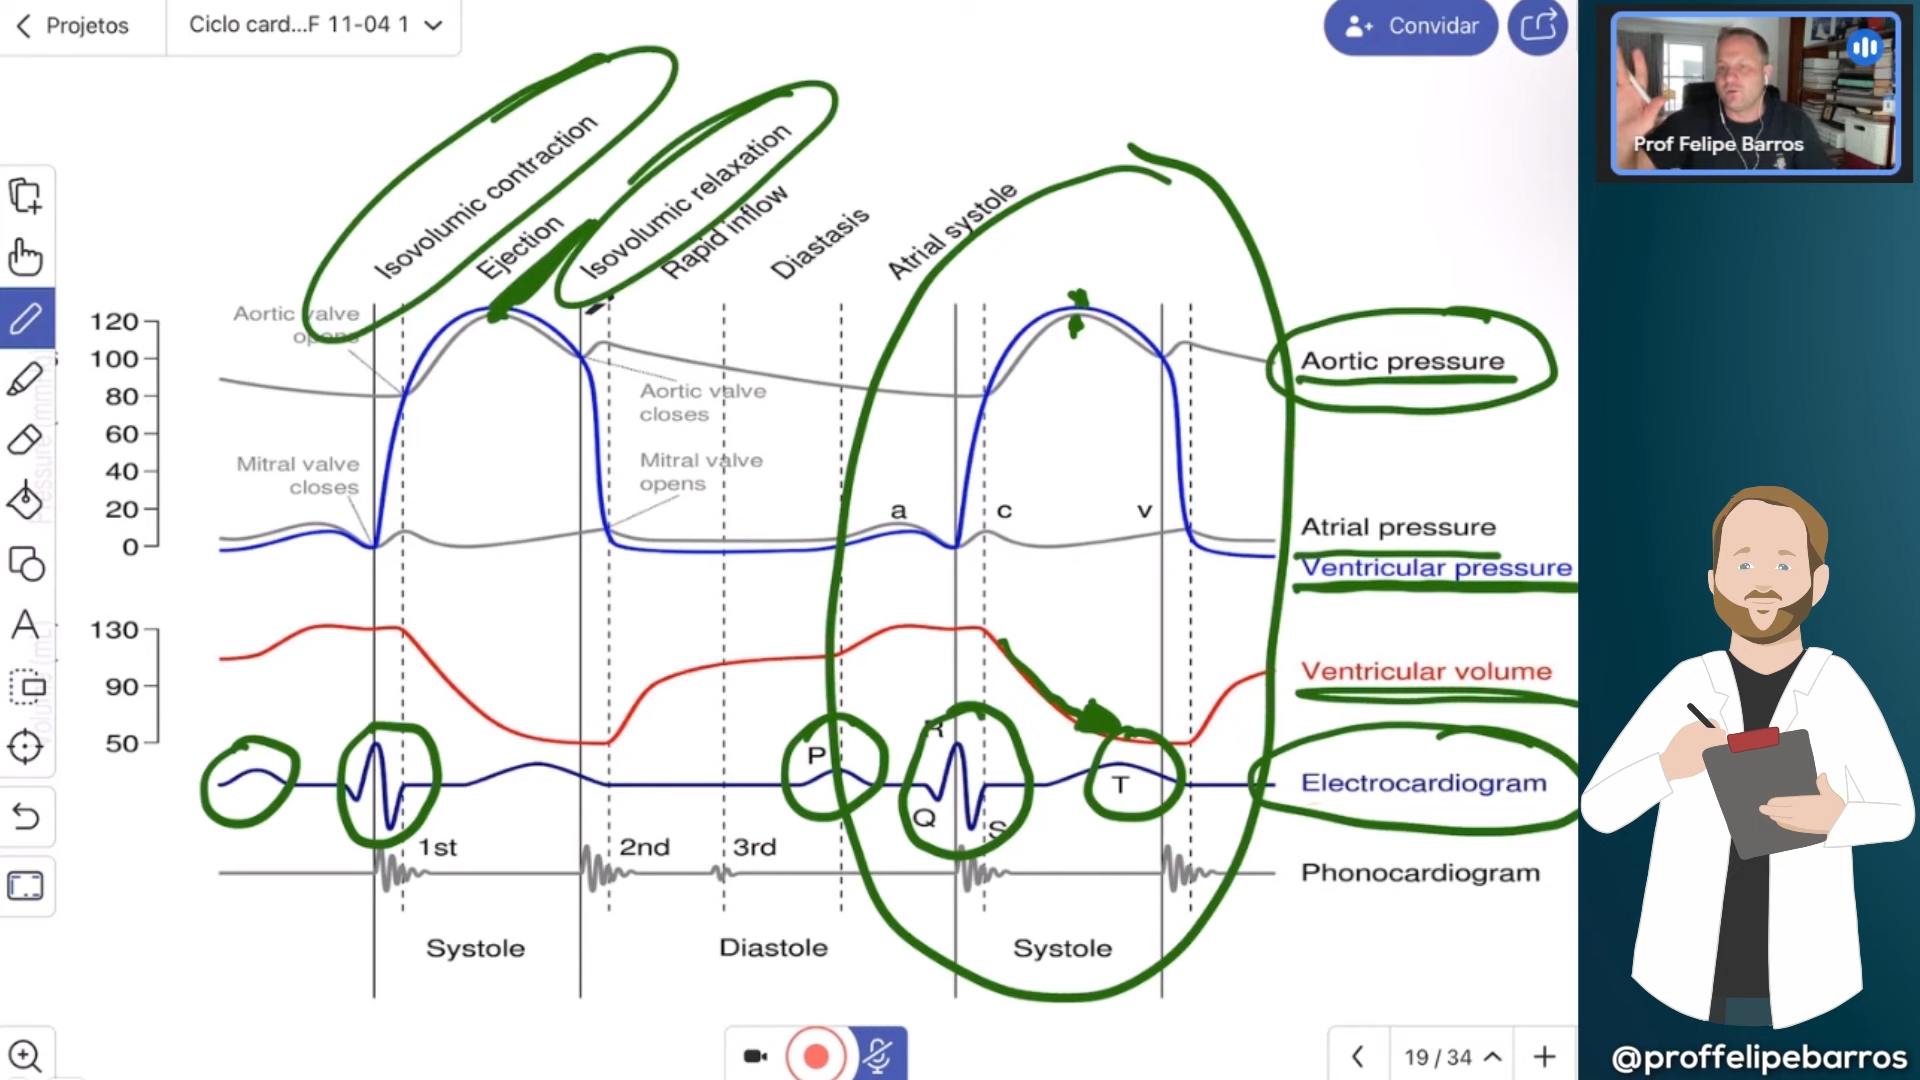 Projetos
Ciclo card...F 11-04 1
Convidar
Prof Felipe Barros
Isovolumic contraction
Ejection
Isovolumic relaxation
Rapid inflow
Diastasis
Atrial systole
Aortic valve
opens
120
100
80
60
40
20
0
Aortic valve
closes
Mitral valve
closes
Mitral valve
opens
a
c
v
Aortic pressure
Atrial pressure
Ventricular pressure
130
90
50
Ventricular volume
P
R
Q
S
T
Electrocardiogram
1st
2nd
3rd
Phonocardiogram
Systole
Diastole
Systole
A
19 / 34
@proffelipebarros